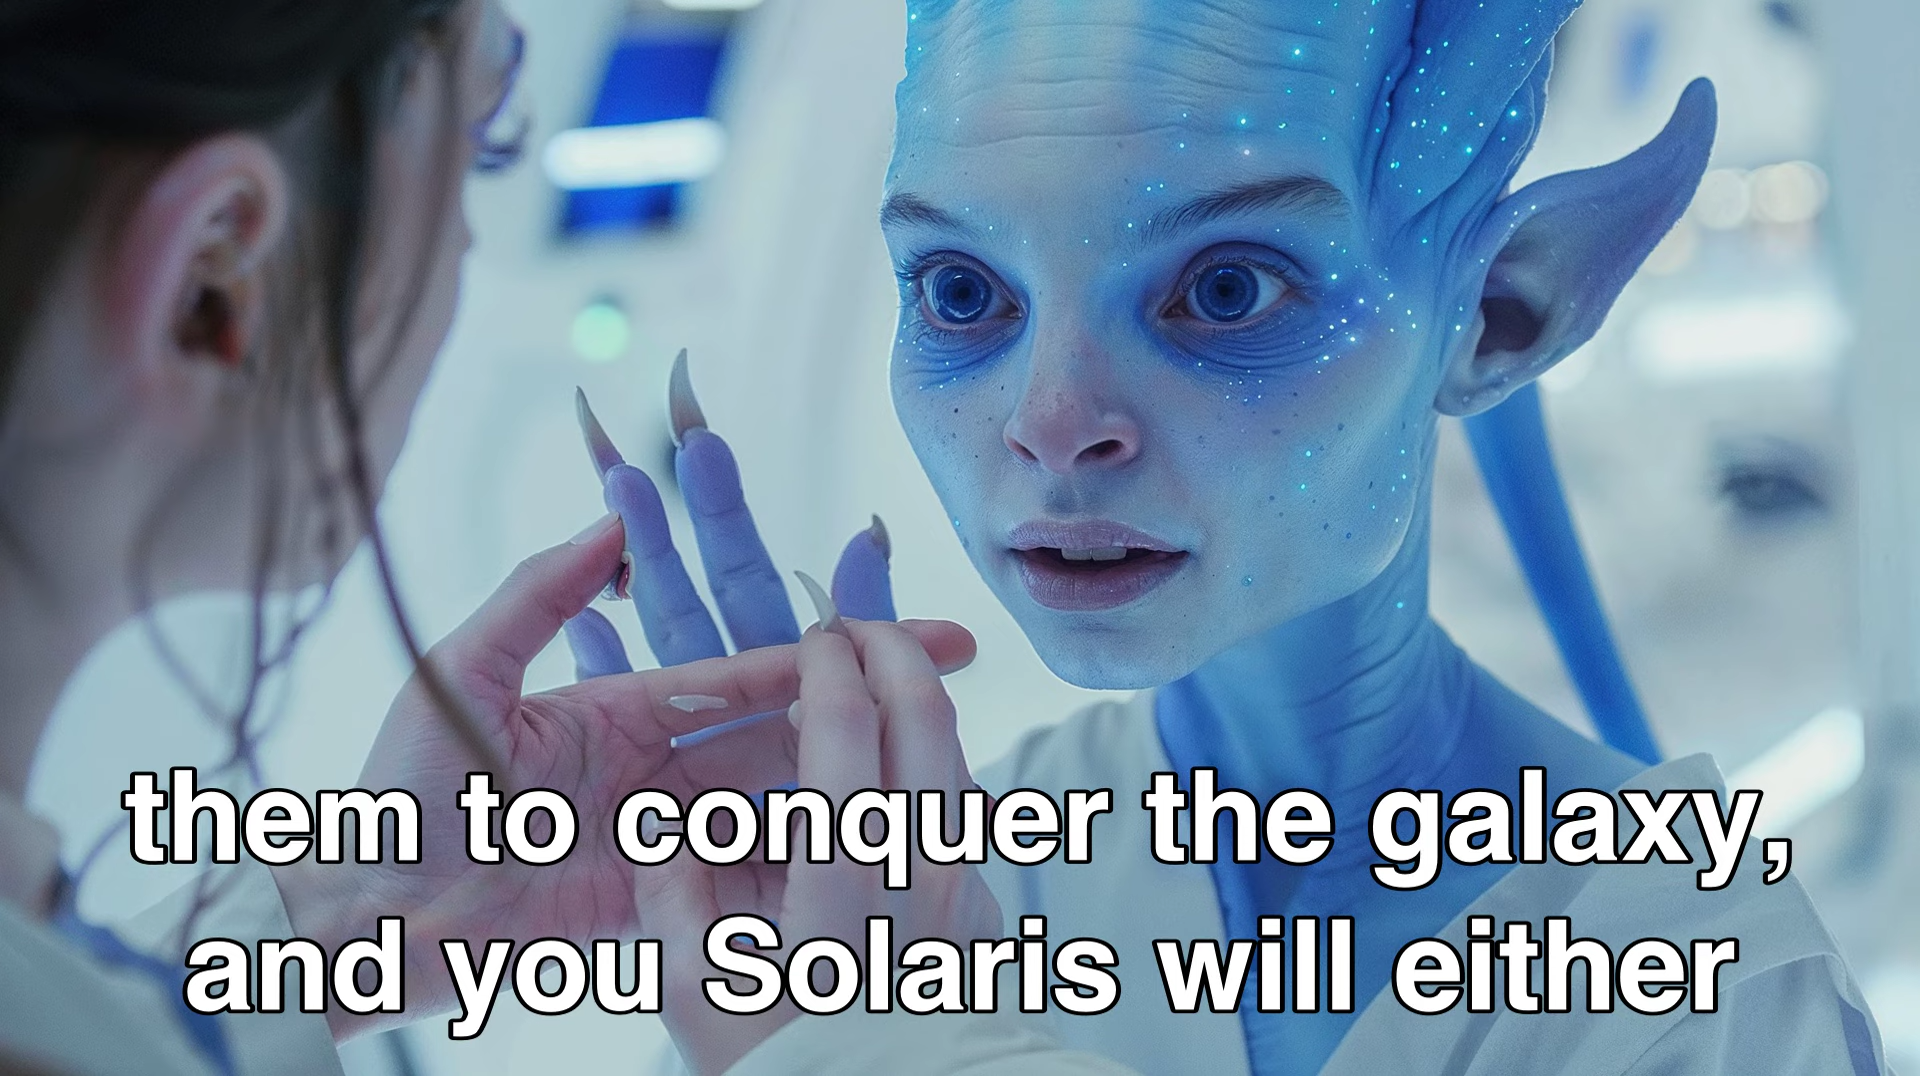 them to conquer the galaxy,
and you Solaris will either